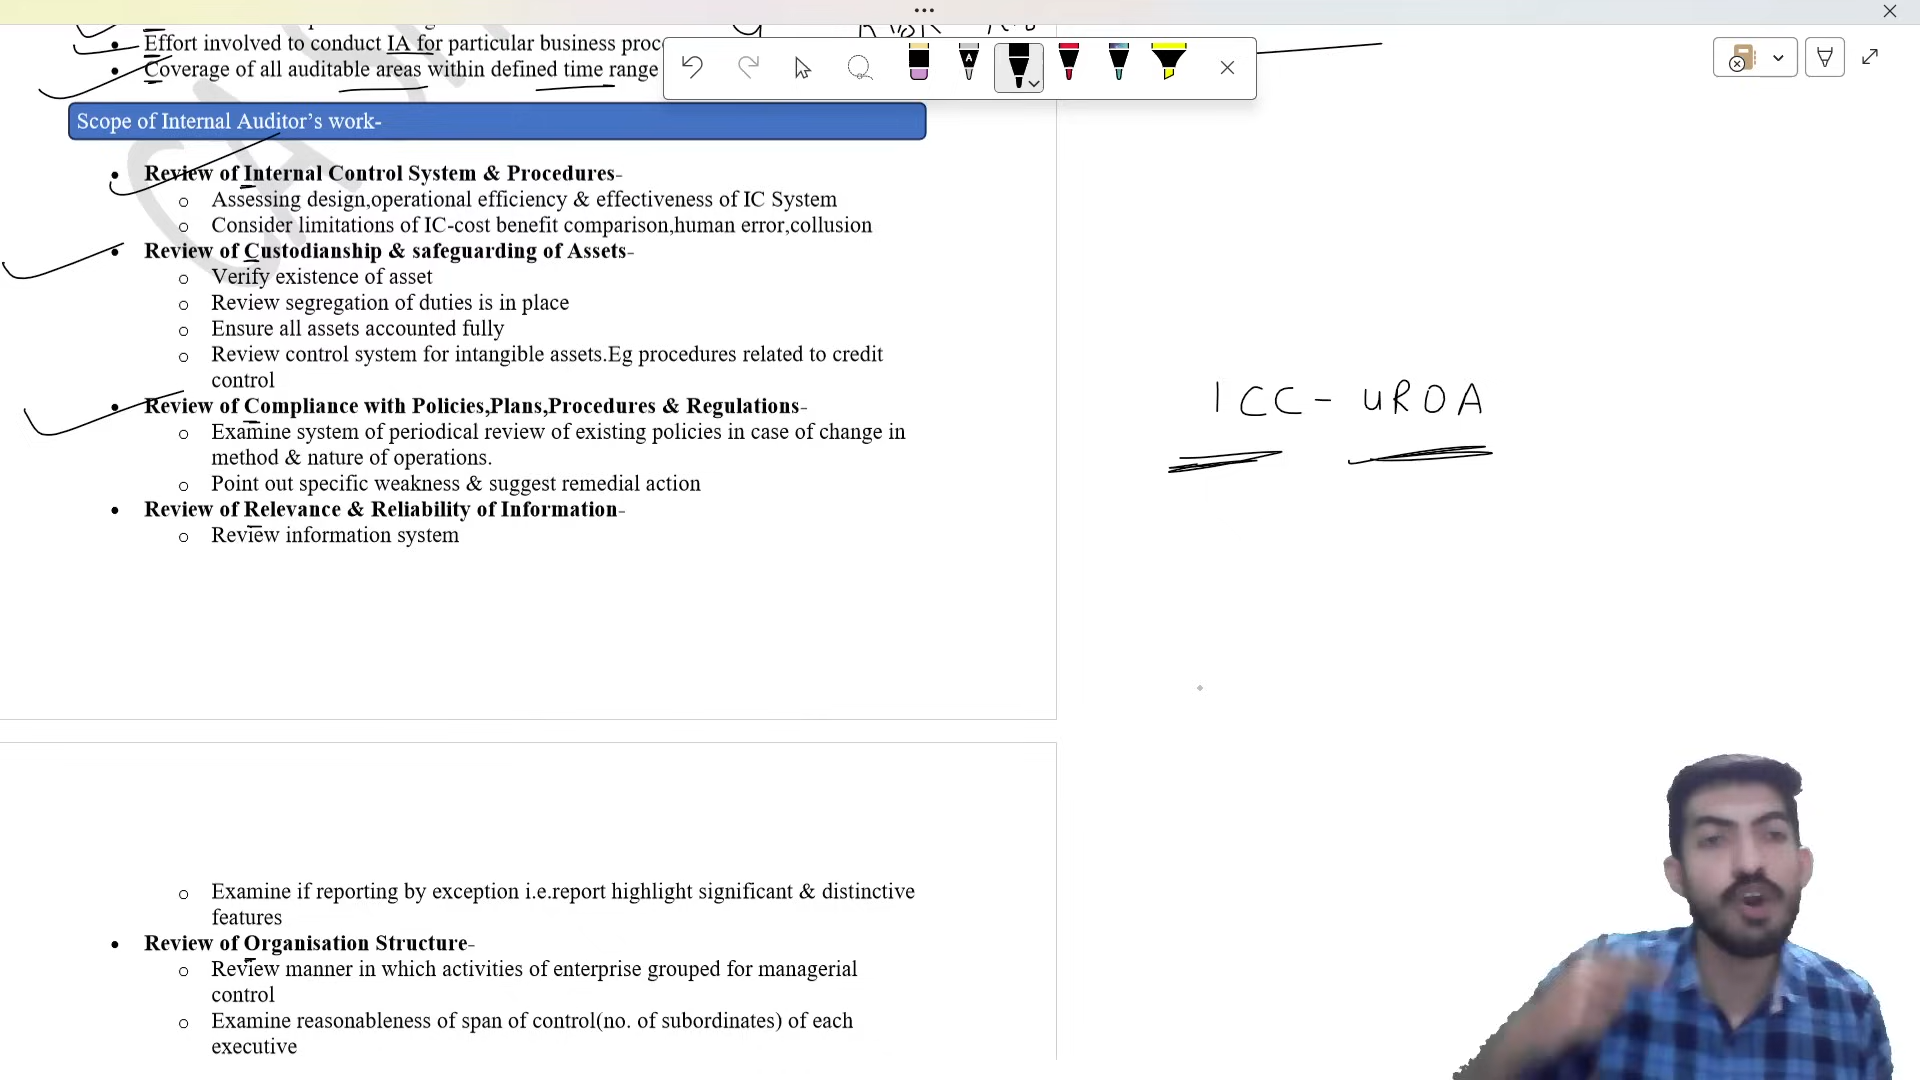 • Effort involved to conduct IA for particular business proc
• Coverage of all auditable areas within defined time range
Scope of Internal Auditor’s work-
• Review of Internal Control System & Procedures-
o Assessing design,operational efficiency & effectiveness of IC System
o Consider limitations of IC-cost benefit comparison,human error,collusion
• Review of Custodianship & safeguarding of Assets-
o Verify existence of asset
o Review segregation of duties is in place
o Ensure all assets accounted fully
o Review control system for intangible assets.Eg procedures related to credit
control
• Review of Compliance with Policies,Plans,Procedures & Regulations-
o Examine system of periodical review of existing policies in case of change in
method & nature of operations.
o Point out specific weakness & suggest remedial action
• Review of Relevance & Reliability of Information-
o Review information system
ICC - UROA
o Examine if reporting by exception i.e.report highlight significant & distinctive
features
• Review of Organisation Structure-
o Review manner in which activities of enterprise grouped for managerial
control
o Examine reasonableness of span of control(no. of subordinates) of each
executive